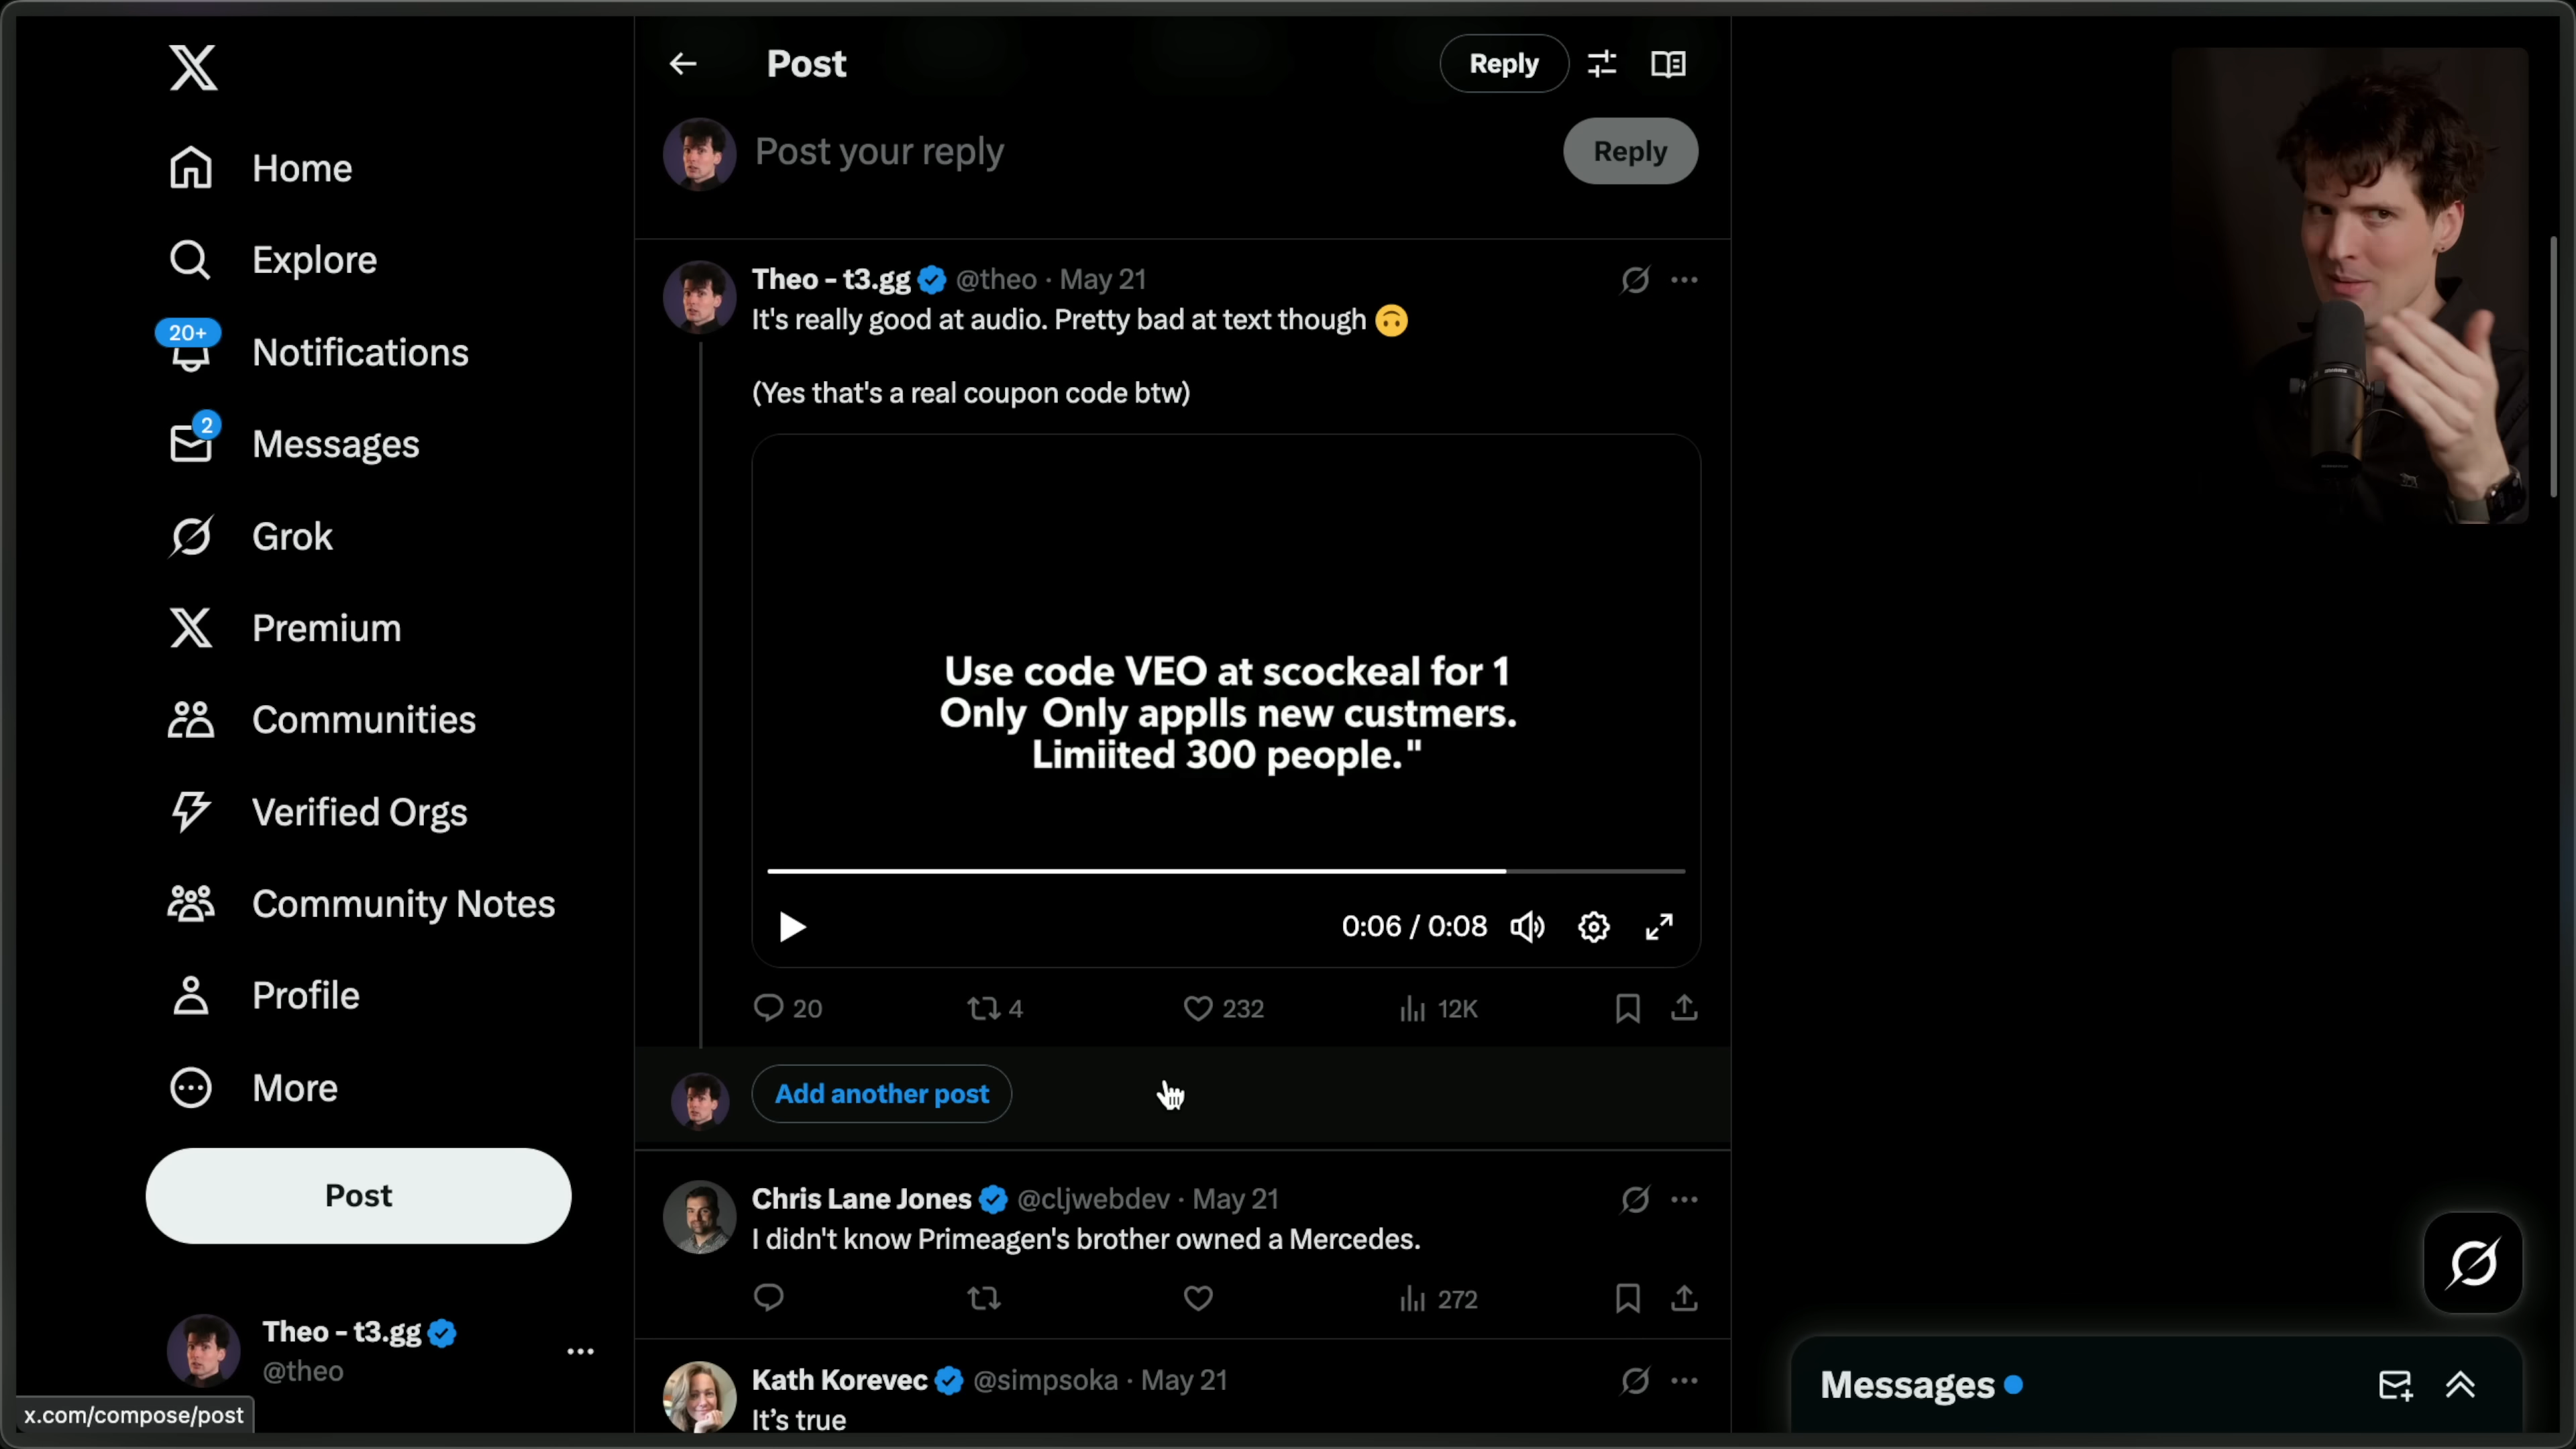 Home
Explore
20+
Notifications
2
Messages
Grok
Premium
Communities
Verified Orgs
Community Notes
Profile
More
Post
Theo - t3.gg
@theo
x.com/compose/post
Post
Reply
Post your reply
Reply
Theo - t3.gg @theo · May 21
It's really good at audio. Pretty bad at text though 🙃
(Yes that's a real coupon code btw)
Use code VEO at scockeal for 1
Only Only applls new custmers.
Limiited 300 people."
0:06 / 0:08
20 4 232 12K
Add another post
Chris Lane Jones @cljwebdev · May 21
I didn't know Primeagen's brother owned a Mercedes.
272
Kath Korevec @simpsoka · May 21
It's true
Messages